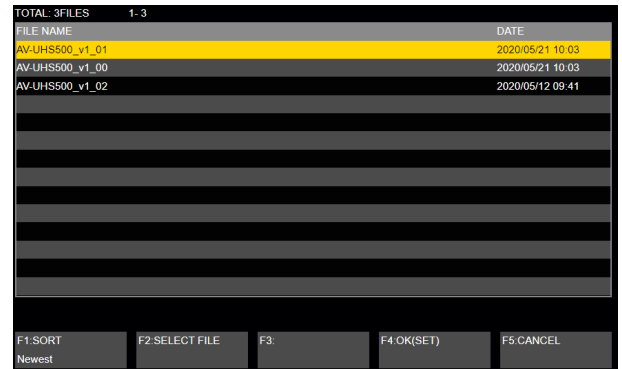 TOTAL: 3FILES 1- 3
FILE NAME DATE
AV-UHS500_v1_01 2020/05/21 10:03
AV-UHS500_v1_00 2020/05/21 10:03
AV-UHS500_v1_02 2020/05/12 09:41
F1:SORT F2:SELECT FILE F3: F4:OK(SET) F5:CANCEL
Newest